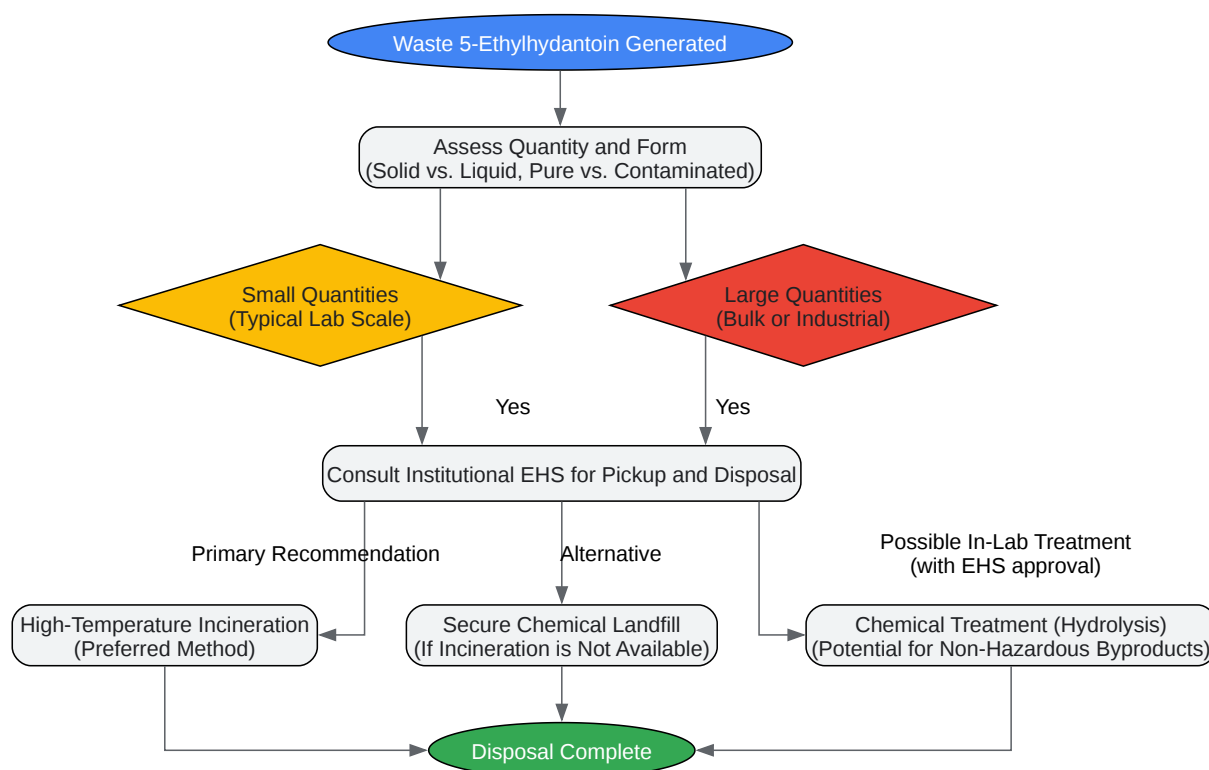 Waste 5-Ethylhydantoin Generated
Assess Quantity and Form
(Solid vs. Liquid, Pure vs. Contaminated)
Small Quantities
(Typical Lab Scale)
Large Quantities
(Bulk or Industrial)
Yes
Yes
Consult Institutional EHS for Pickup and Disposal
Primary Recommendation
Alternative
Possible In-Lab Treatment
(with EHS approval)
High-Temperature Incineration
(Preferred Method)
Secure Chemical Landfill
(If Incineration is Not Available)
Chemical Treatment (Hydrolysis)
(Potential for Non-Hazardous Byproducts)
Disposal Complete